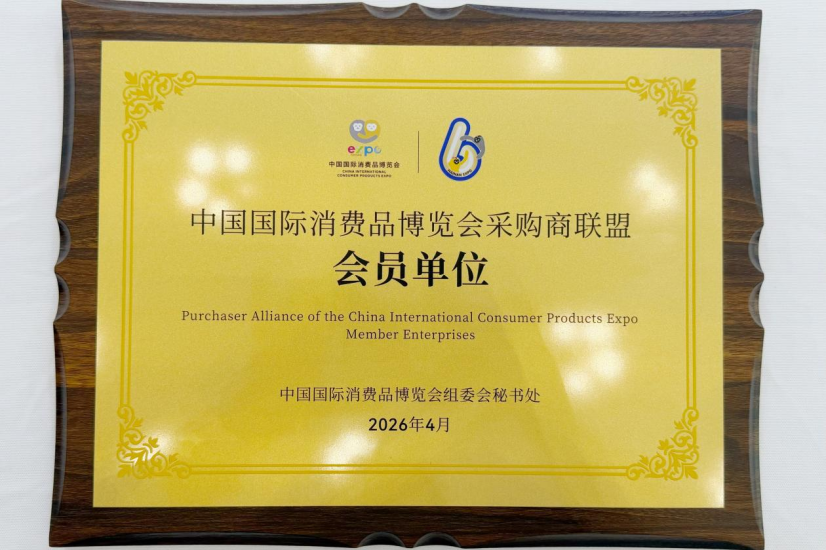 expo
中国国际消费品博览会
CHINA INTERNATIONAL
CONSUMER PRODUCTS EXPO
中国国际消费品博览会采购商联盟
会员单位
Purchaser Alliance of the China International Consumer Products Expo
Member Enterprises
中国国际消费品博览会组委会秘书处
2026年4月